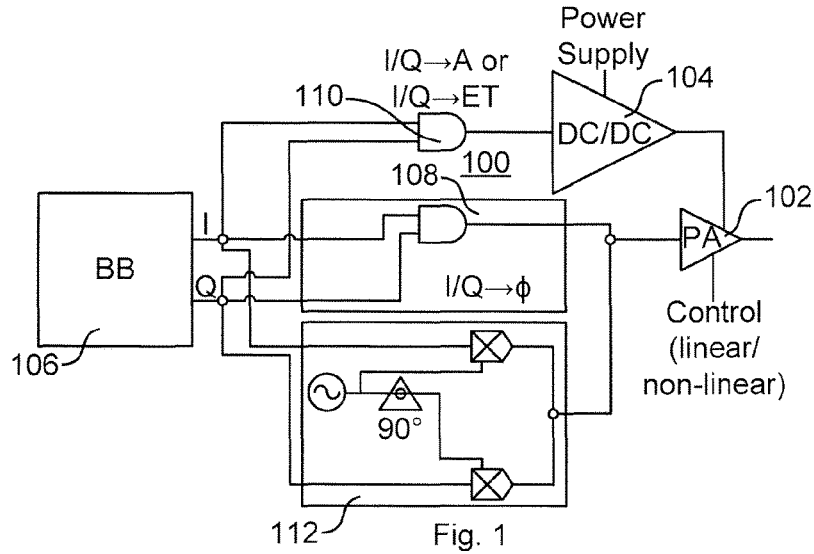 Power
Supply
I/Q→A or
I/Q→ET
104
110
DC/DC
100
108
102
I
PA
BB
Q
I/Q→ϕ
Control
(linear/
non-linear)
106
90°
112
Fig. 1